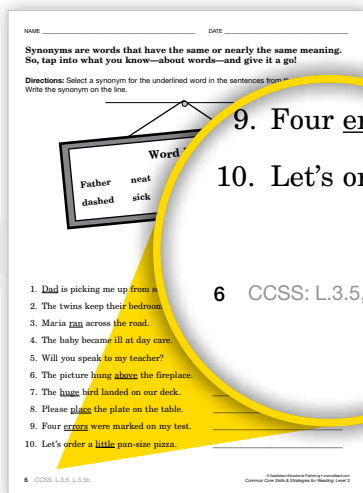 NAME DATE
Synonyms are words that have the same or nearly the same meaning.
So, tap into what you know—about words—and give it a go!
Directions: Select a synonym for the underlined word in the sentences from
Write the synonym on the line.
Word
Father neat
dashed sick
1. Dad is picking me up from
2. The twins keep their bedroom
3. Maria ran across the road.
4. The baby became ill at day care.
5. Will you speak to my teacher?
6. The picture hung above the fireplace.
7. The huge bird landed on our deck.
8. Please place the plate on the table.
9. Four errors were marked on my test.
10. Let's order a little pan-size pizza.
6 CCSS: L.3.5, L.3.5b
© Saddleback Educational Publishing • www.sdlback.com
Common Core Skills & Strategies for Reading: Level 3
9. Four er
10. Let's or
6 CCSS: L.3.5,